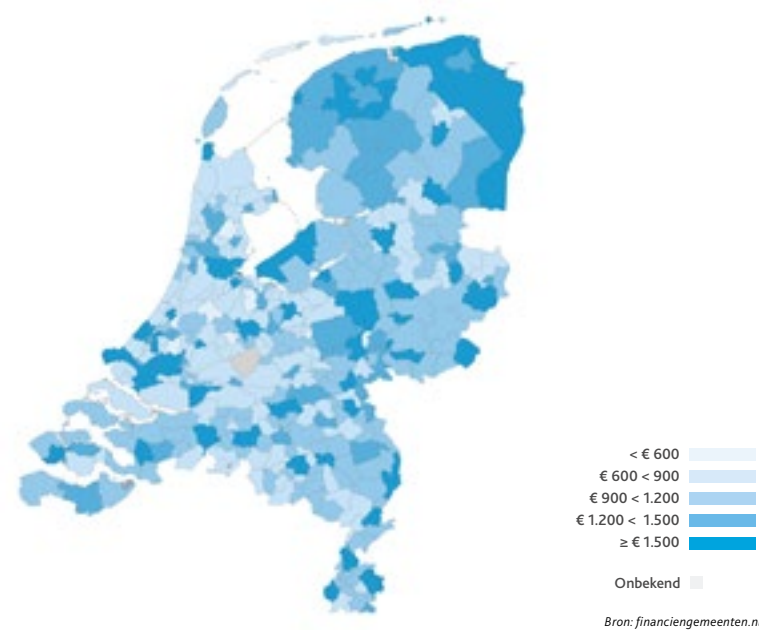 < € 600
€ 600 < 900
€ 900 < 1.200
€ 1.200 < 1.500
≥ € 1.500
Onbekend
Bron: financiengemeenten.n